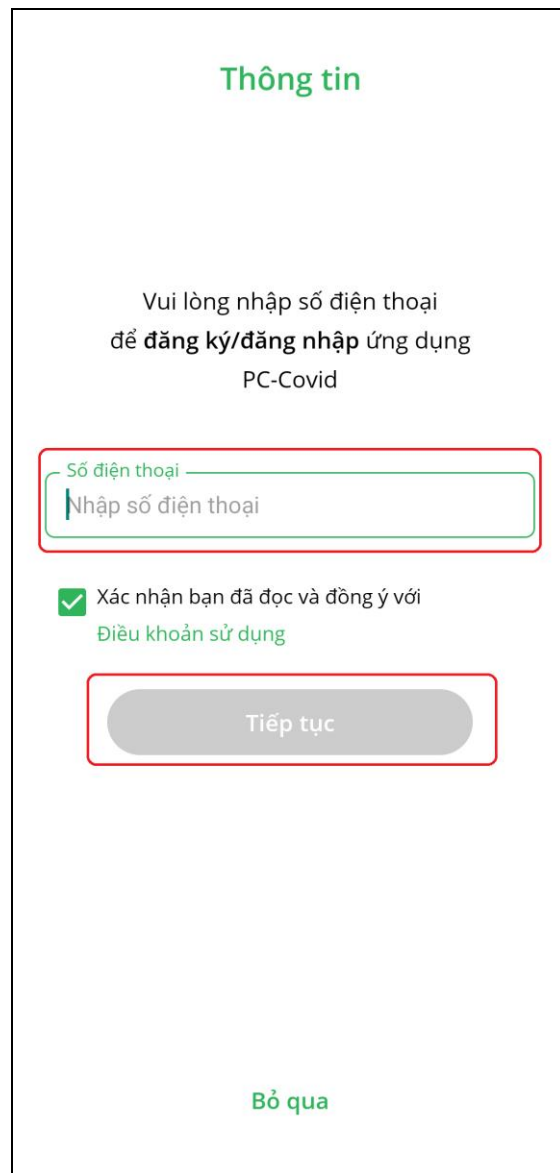 Thông tin
Vui lòng nhập số điện thoại
để đăng ký/đăng nhập ứng dụng
PC-Covid
Số điện thoại
Nhập số điện thoại
Xác nhận bạn đã đọc và đồng ý với
Điều khoản sử dụng
Tiếp tục
Bỏ qua